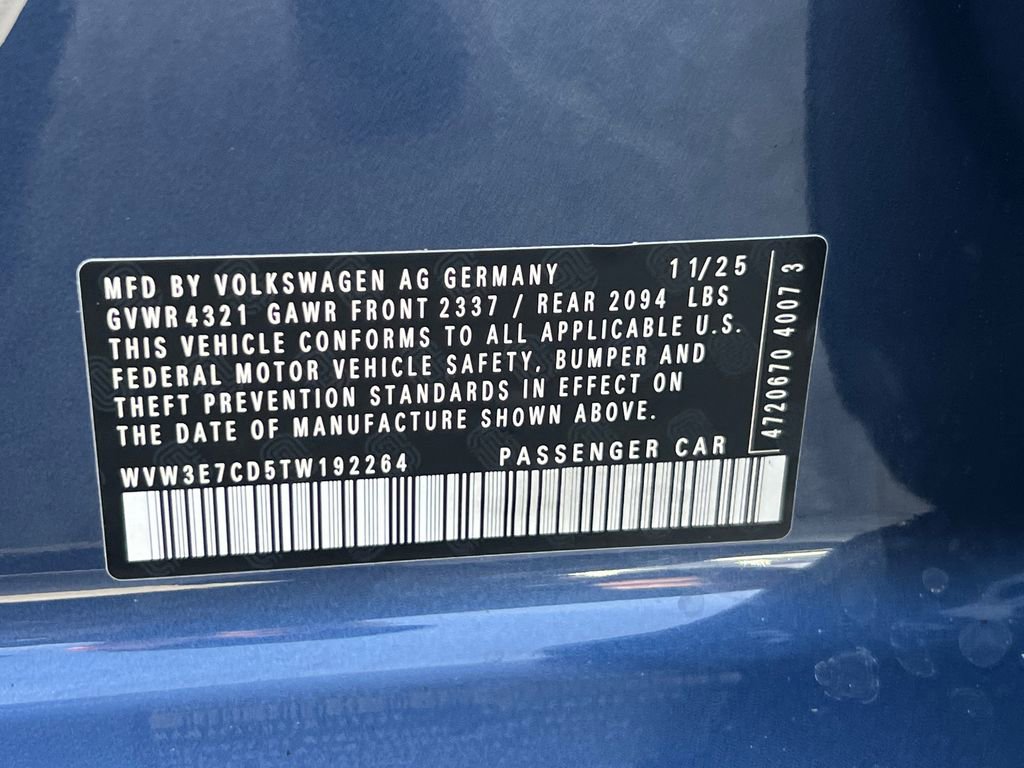 MFD BY VOLKSWAGEN AG GERMANY 11/25
GVWR 4321 GAWR FRONT 2337 / REAR 2094 LBS
THIS VEHICLE CONFORMS TO ALL APPLICABLE U.S.
FEDERAL MOTOR VEHICLE SAFETY, BUMPER AND
THEFT PREVENTION STANDARDS IN EFFECT ON
THE DATE OF MANUFACTURE SHOWN ABOVE.
WVW3E7CD5TW192264 PASSENGER CAR
4720670 4007 3